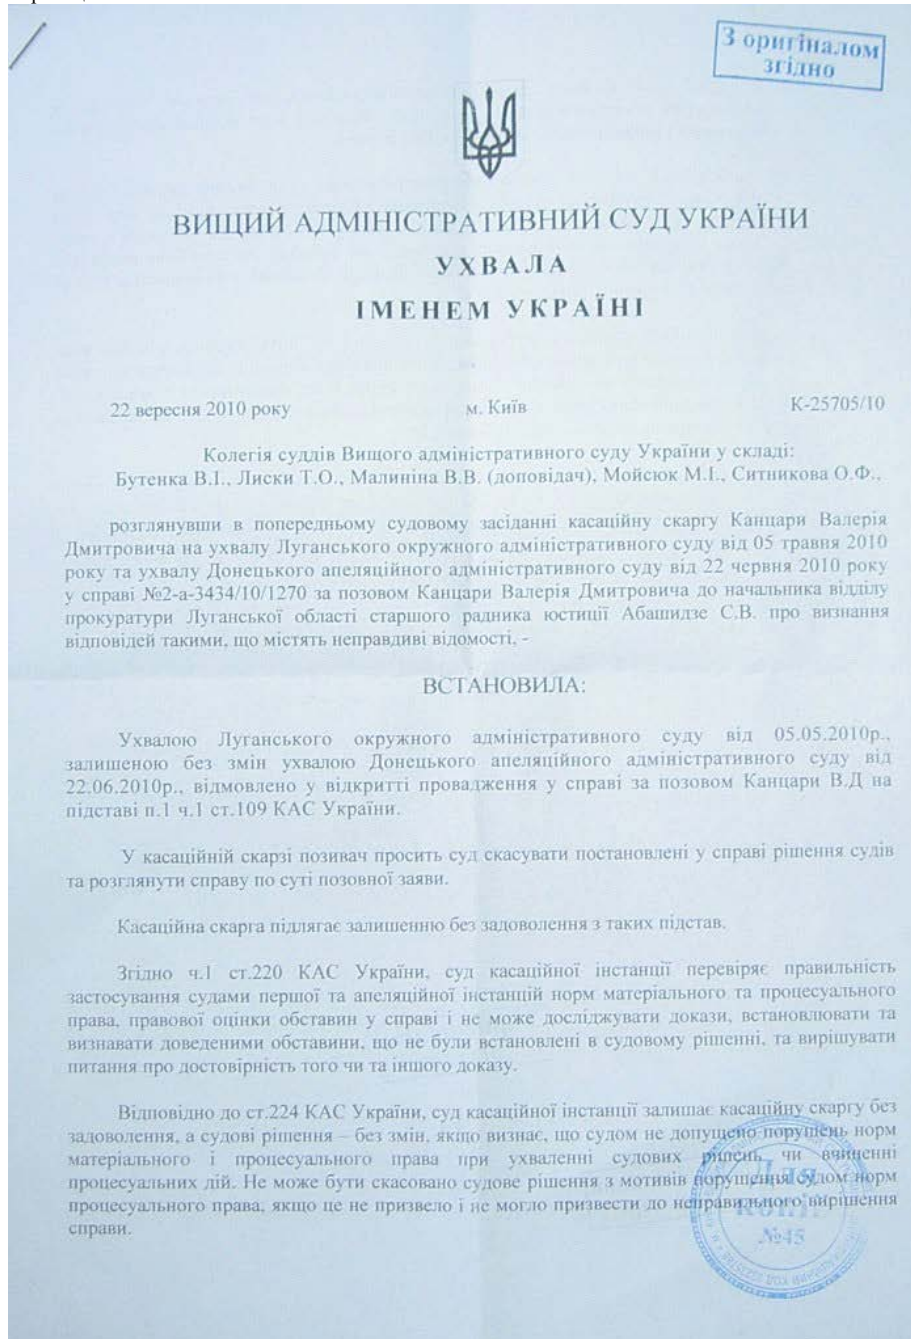 З оригіналом
згідно
ВИЩИЙ АДМІНІСТРАТИВНИЙ СУД УКРАЇНИ
УХВАЛА
ІМЕНЕМ УКРАЇНІ
22 вересня 2010 року м. Київ К-25705/10
Колегія суддів Вищого адміністративного суду України у складі:
Бутенка В.І., Лиски Т.О., Малиніна В.В. (доповідач), Мойсюк М.І., Ситникова О.Ф.,
розглянувши в попередньому судовому засіданні касаційну скаргу Канцари Валерія
Дмитровича на ухвалу Луганського окружного адміністративного суду від 05 травня 2010
року та ухвалу Донецького апеляційного адміністративного суду від 22 червня 2010 року
у справі №2-а-3434/10/1270 за позовом Канцари Валерія Дмитровича до начальника відділу
прокуратури Луганської області старшого радника юстиції Абашидзе С.В. про визнання
відповідей такими, що містять неправдиві відомості, -
ВСТАНОВИЛА:
Ухвалою Луганського окружного адміністративного суду від 05.05.2010р.,
залишеною без змін ухвалою Донецького апеляційного адміністративного суду від
22.06.2010р., відмовлено у відкритті провадження у справі за позовом Канцари В.Д на
підставі п.1 ч.1 ст.109 КАС України.
У касаційній скарзі позивач просить суд скасувати постановлені у справі рішення судів
та розглянути справу по суті позовної заяви.
Касаційна скарга підлягає залишенню без задоволення з таких підстав.
Згідно ч.1 ст.220 КАС України, суд касаційної інстанції перевіряє правильність
застосування судами першої та апеляційної інстанцій норм матеріального та процесуального
права, правової оцінки обставин у справі і не може досліджувати докази, встановлювати та
визнавати доведеними обставини, що не були встановлені в судовому рішенні, та вирішувати
питання про достовірність того чи та іншого доказу.
Відповідно до ст.224 КАС України, суд касаційної інстанції залишає касаційну скаргу без
задоволення, а судові рішення – без змін, якщо визнає, що судом не допущено порушень норм
матеріального і процесуального права при ухваленні судових рішень чи вчиненні
процесуальних дій. Не може бути скасовано судове рішення з мотивів порушення судом норм
процесуального права, якщо це не призвело і не могло призвести до неправильного вирішення
справи.
Для
копій
№45